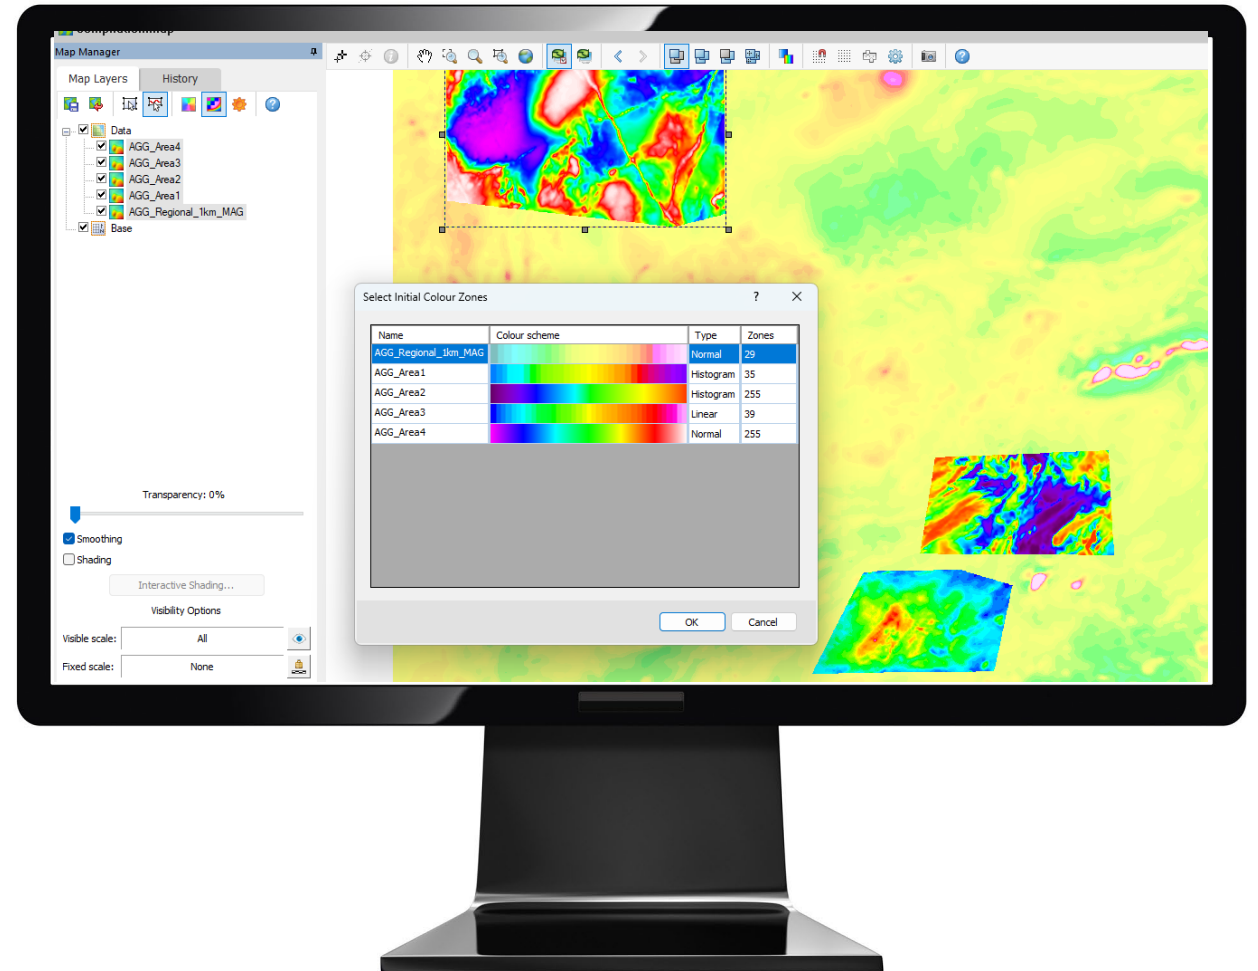 Map Manager
Map Layers
History
Data
AGG_Area4
AGG_Area3
AGG_Area2
AGG_Area1
AGG_Regional_1km_MAG
Base
Transparency: 0%
Smoothing
Shading
Interactive Shading...
Visibility Options
Visible scale:
All
Fixed scale:
None
Select Initial Colour Zones
Name Colour scheme Type Zones
AGG_Regional_1km_MAG Normal 29
AGG_Area1 Histogram 35
AGG_Area2 Histogram 255
AGG_Area3 Linear 39
AGG_Area4 Normal 255
OK
Cancel